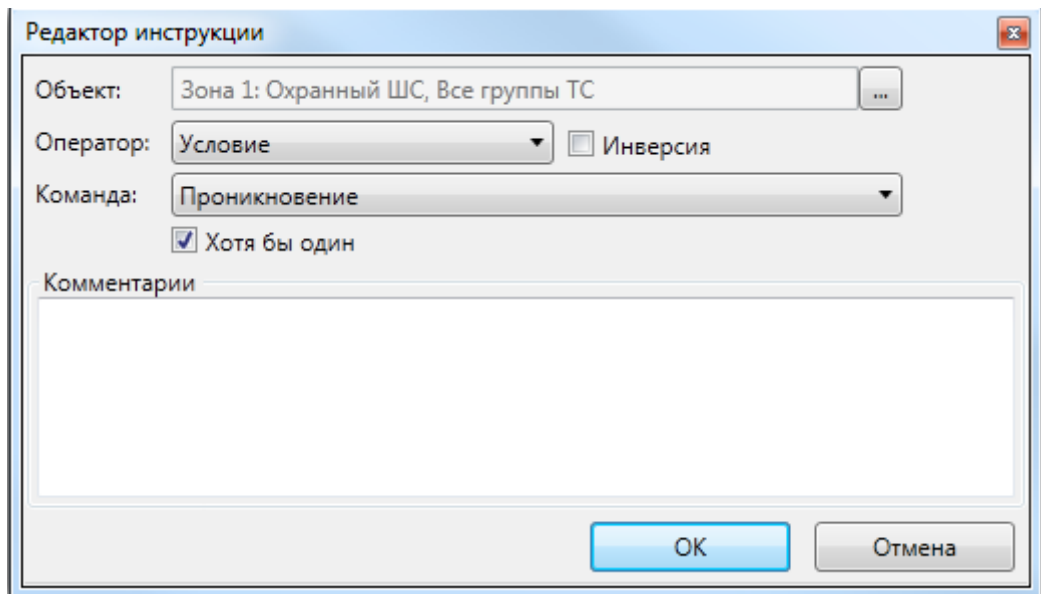 Редактор инструкции
Объект: Зона 1: Охранный ШС, Все группы ТС ...
Оператор: Условие Инверсия
Команда: Проникновение
Хотя бы один
Комментарии
ОК Отмена